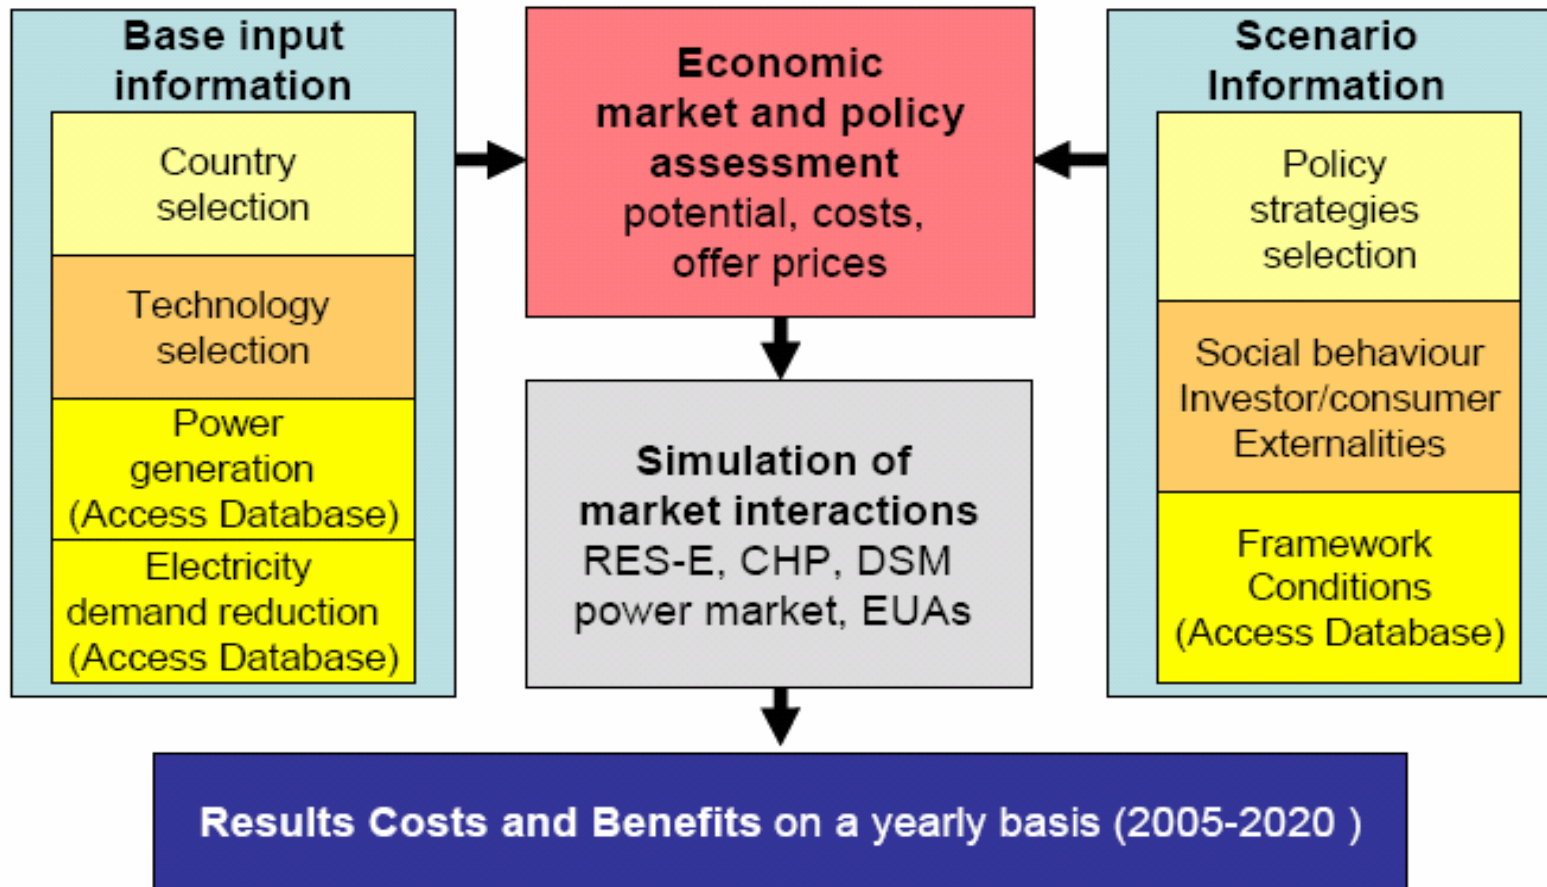 Base input
information
Country
selection
Technology
selection
Power
generation
(Access Database)
Electricity
demand reduction
(Access Database)
Economic
market and policy
assessment
potential, costs,
offer prices
Simulation of
market interactions
RES-E, CHP, DSM
power market, EUAs
Scenario
Information
Policy
strategies
selection
Social behaviour
Investor/consumer
Externalities
Framework
Conditions
(Access Database)
Results Costs and Benefits on a yearly basis (2005-2020 )